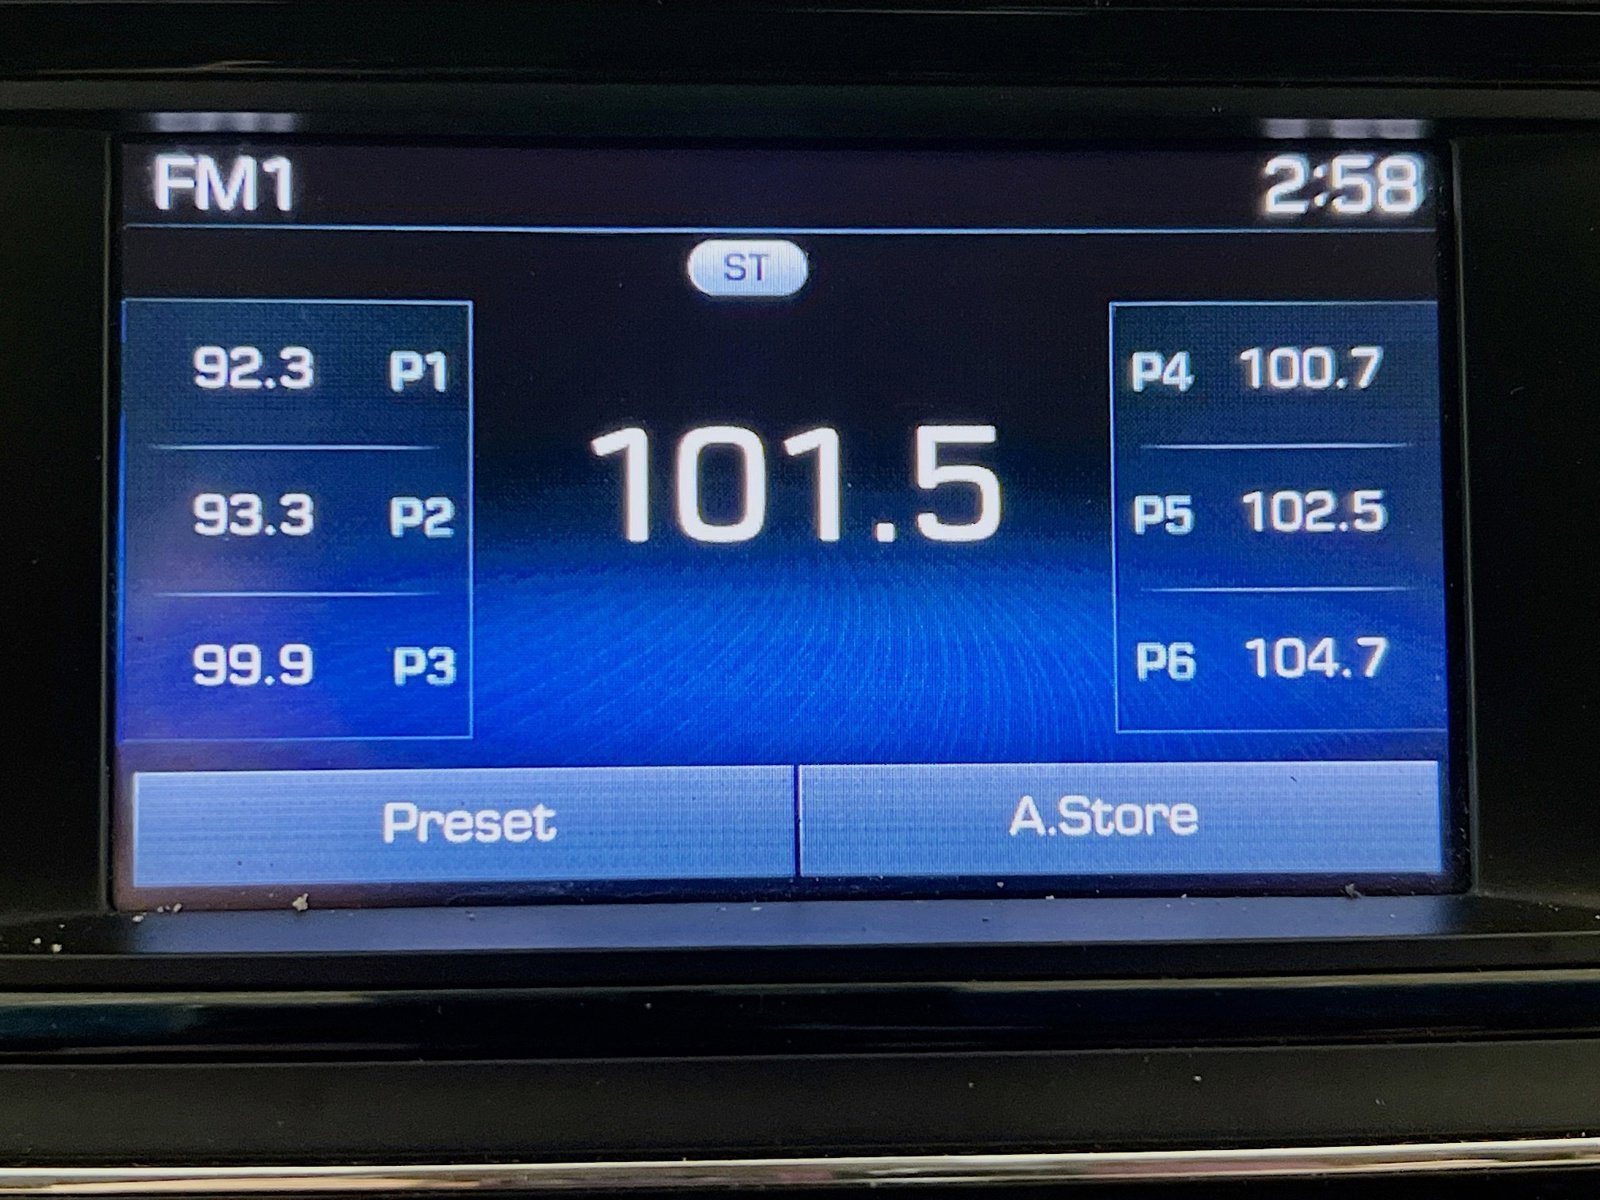 FM1 2:58
ST
92.3 P1
93.3 P2
99.9 P3
101.5
P4 100.7
P5 102.5
P6 104.7
Preset A.Store